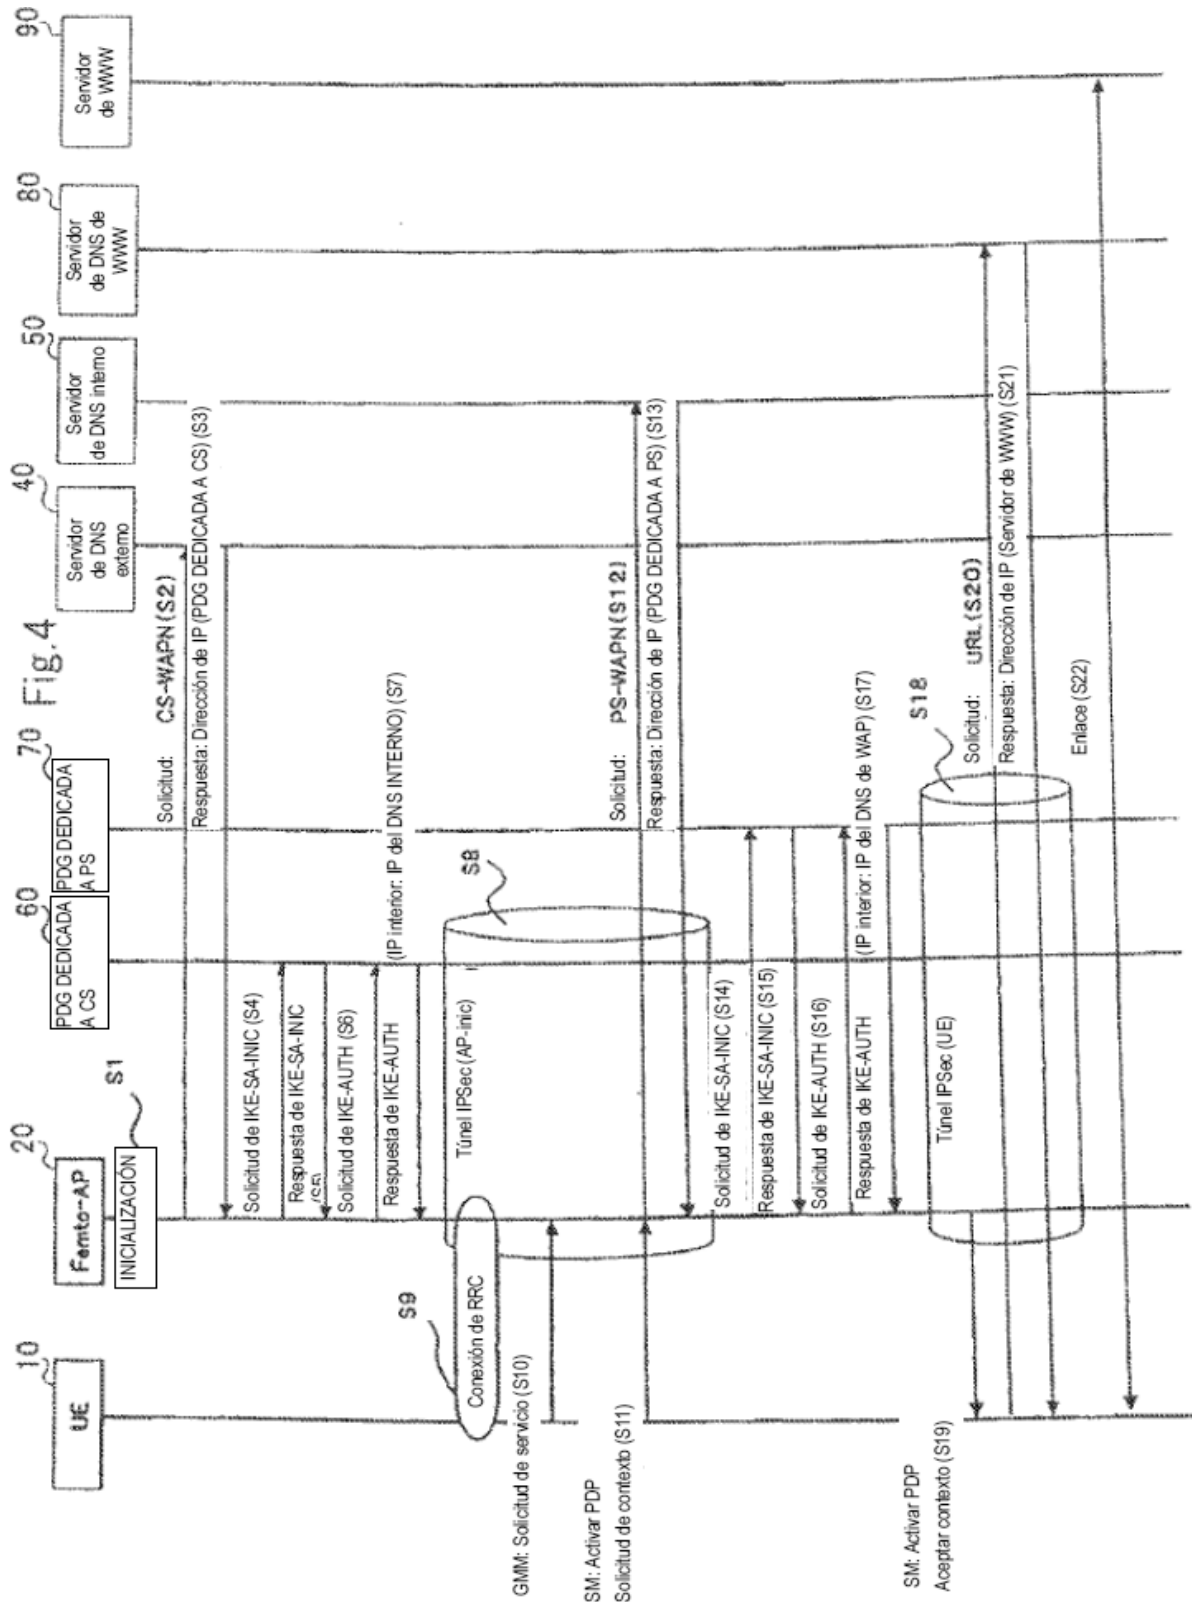 Fig.4
10
UE
20
Femto-AP
S1
INICIALIZACIÓN
60
PDG DEDICADA
A CS
70
PDG DEDICADA
A PS
40
Servidor
de DNS
externo
50
Servidor
de DNS interno
80
Servidor
de DNS de
WWW
90
Servidor
de WWW
Solicitud: CS-WAPN(S2)
Respuesta: Dirección de IP (PDG DEDICADA A CS) (S3)
Solicitud de IKE-SA-INIC (S4)
Respuesta de IKE-SA-INIC
(S5)
Solicitud de IKE-AUTH (S6)
Respuesta de IKE-AUTH
(IP interior: IP del DNS INTERNO) (S7)
S8
Túnel IPSec (AP-inic)
S9
Conexión de RRC
GMM: Solicitud de servicio (S10)
SM: Activar PDP
Solicitud de contexto (S11)
Solicitud: PS-WAPN(S12)
Respuesta: Dirección de IP (PDG DEDICADA A PS) (S13)
Solicitud de IKE-SA-INIC (S14)
Respuesta de IKE-SA-INIC (S15)
Solicitud de IKE-AUTH (S16)
Respuesta de IKE-AUTH
(IP interior: IP del DNS de WAP) (S17)
S18
Túnel IPSec (UE)
SM: Activar PDP
Aceptar contexto (S19)
Solicitud: URL(S20)
Respuesta: Dirección de IP (Servidor de WWW) (S21)
Enlace (S22)